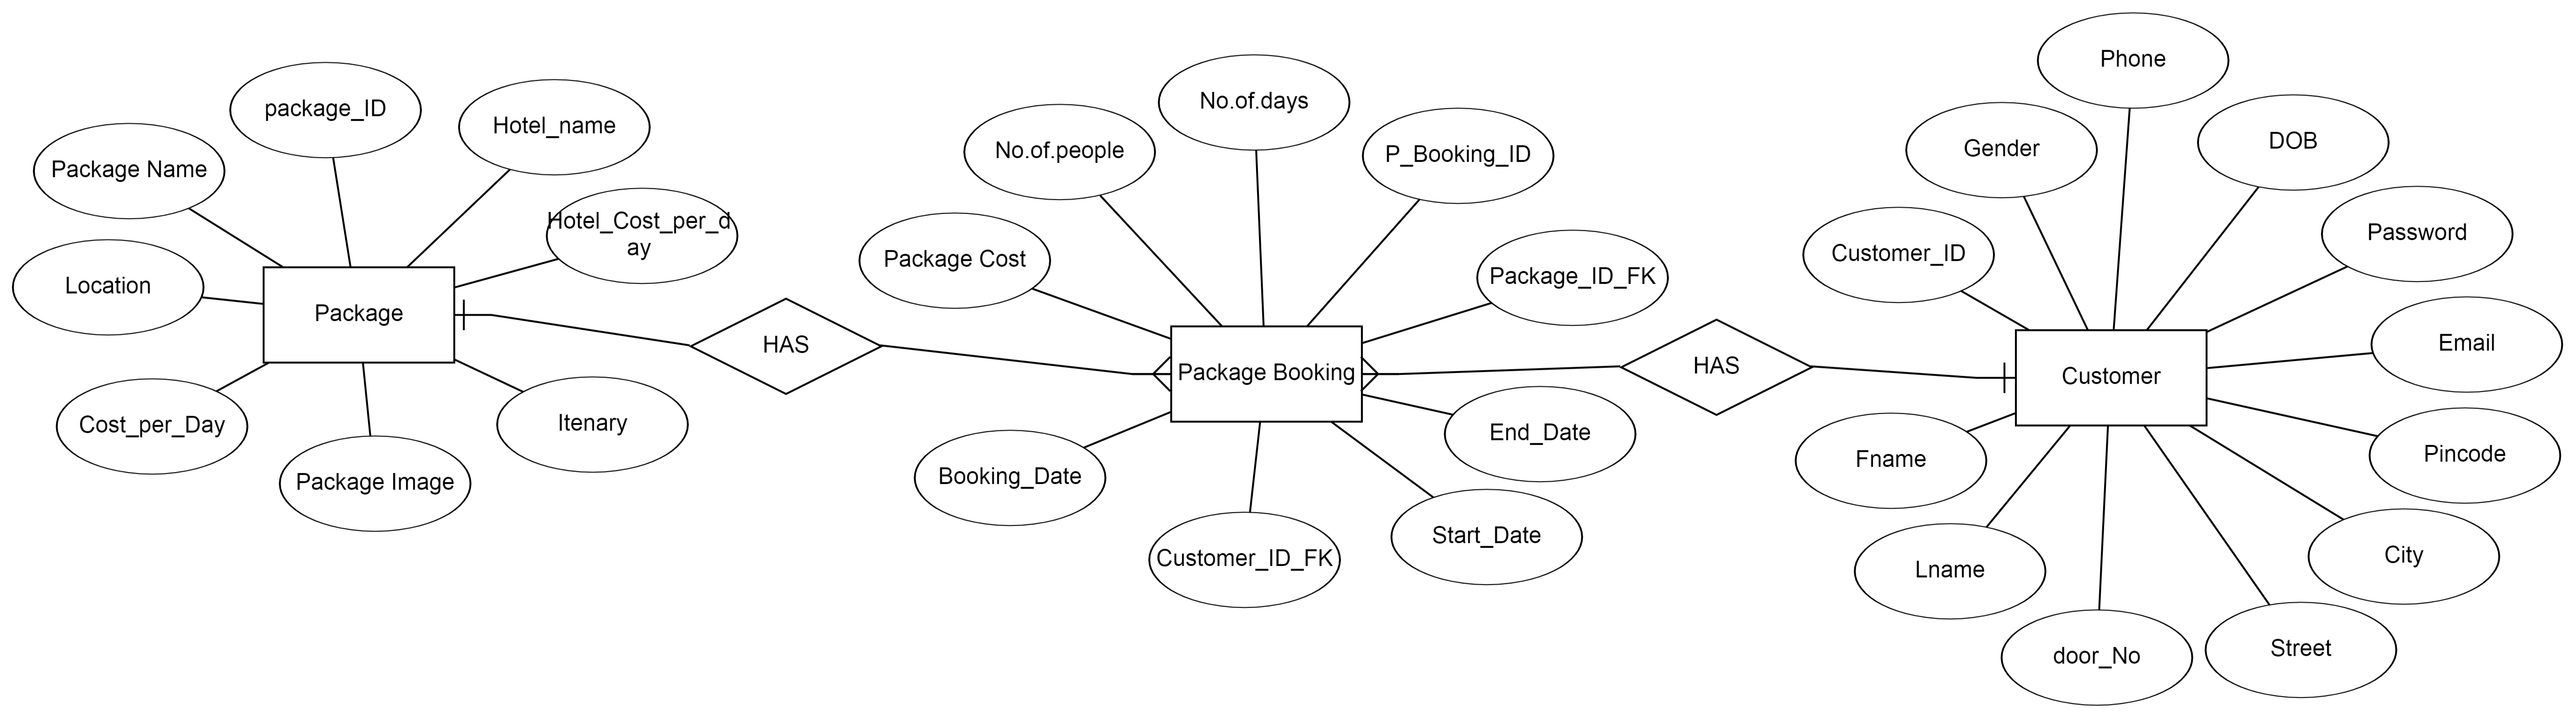 Phone
package_ID
Hotel_name
No.of.days
No.of.people
P_Booking_ID
Gender
DOB
Package Name
Location
Hotel_Cost_per_d
ay
Package Cost
Package_ID_FK
Customer_ID
Password
Package
HAS
Package Booking
HAS
Customer
Email
Cost_per_Day
Package Image
Itenary
Booking_Date
Customer_ID_FK
Start_Date
End_Date
Fname
Lname
door_No
Street
City
Pincode